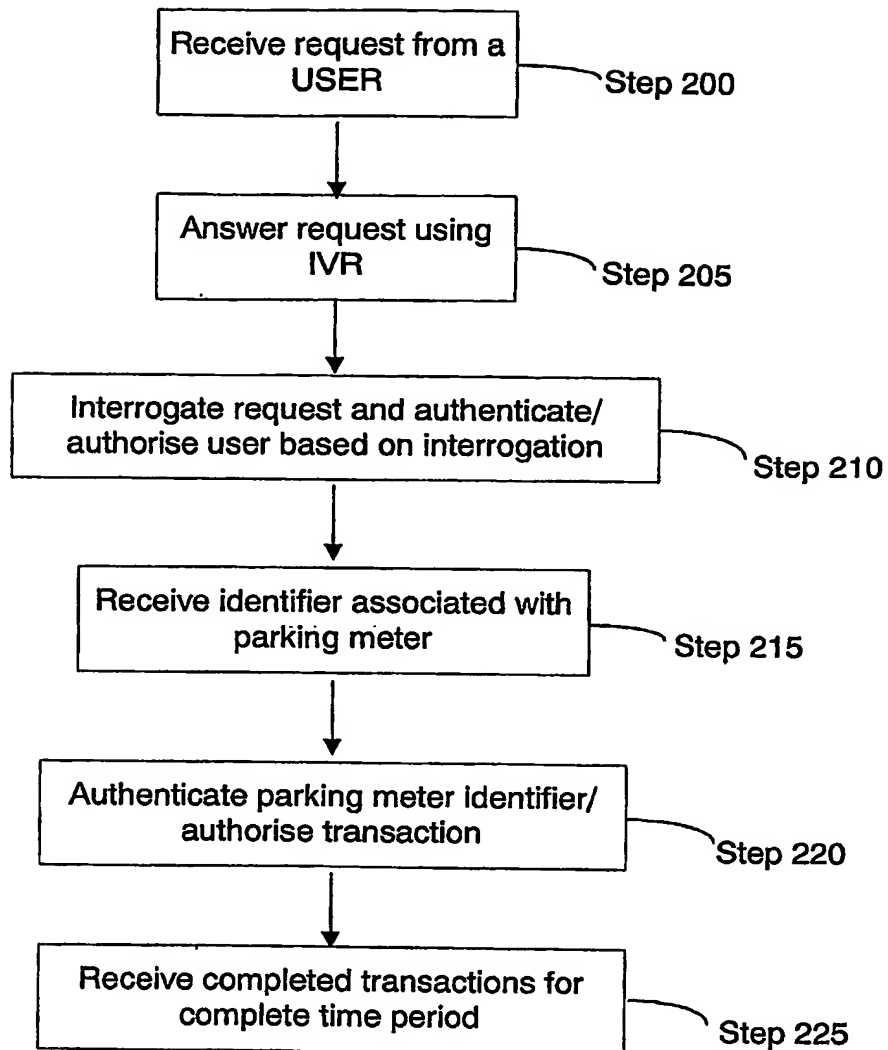 Receive request from a
USER
Step 200
Answer request using
IVR
Step 205
Interrogate request and authenticate/
authorise user based on interrogation
Step 210
Receive identifier associated with
parking meter
Step 215
Authenticate parking meter identifier/
authorise transaction
Step 220
Receive completed transactions for
complete time period
Step 225